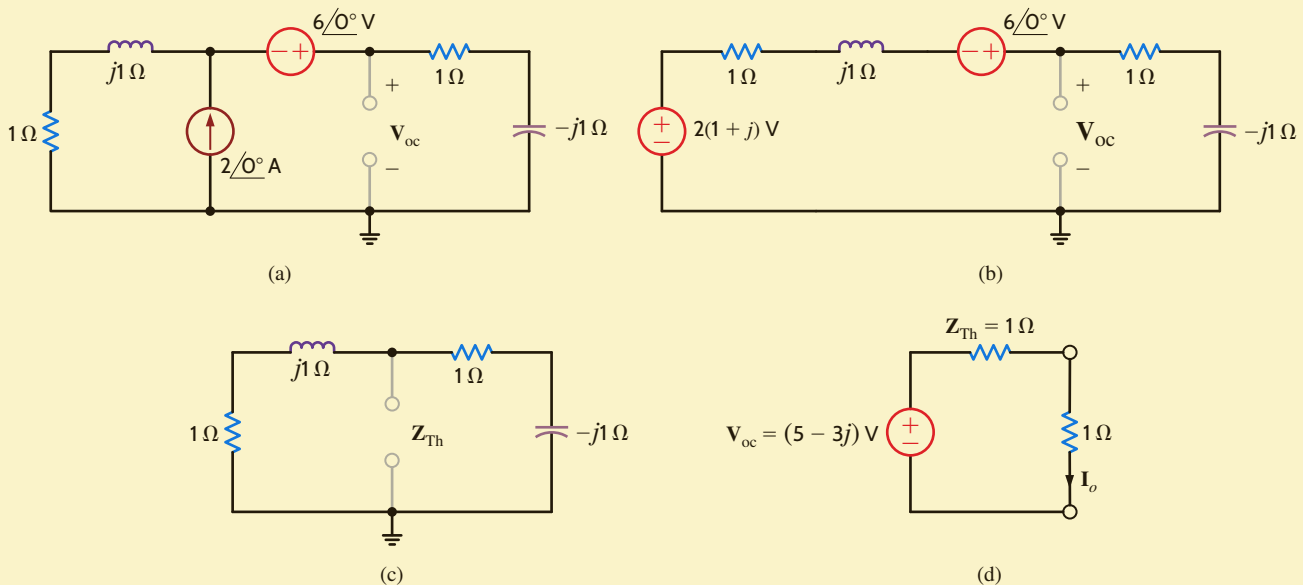 6/0° V
j1 Ω
− +
1 Ω
+
1 Ω
2/0° A
V_oc
−j1 Ω
−
(a)
6/0° V
1 Ω
j1 Ω
− +
1 Ω
+
+
−
2(1 + j) V
V_oc
−j1 Ω
−
(b)
j1 Ω
1 Ω
1 Ω
Z_Th
−j1 Ω
(c)
Z_Th = 1 Ω
V_oc = (5 − 3j) V
+
−
1 Ω
I_o
(d)